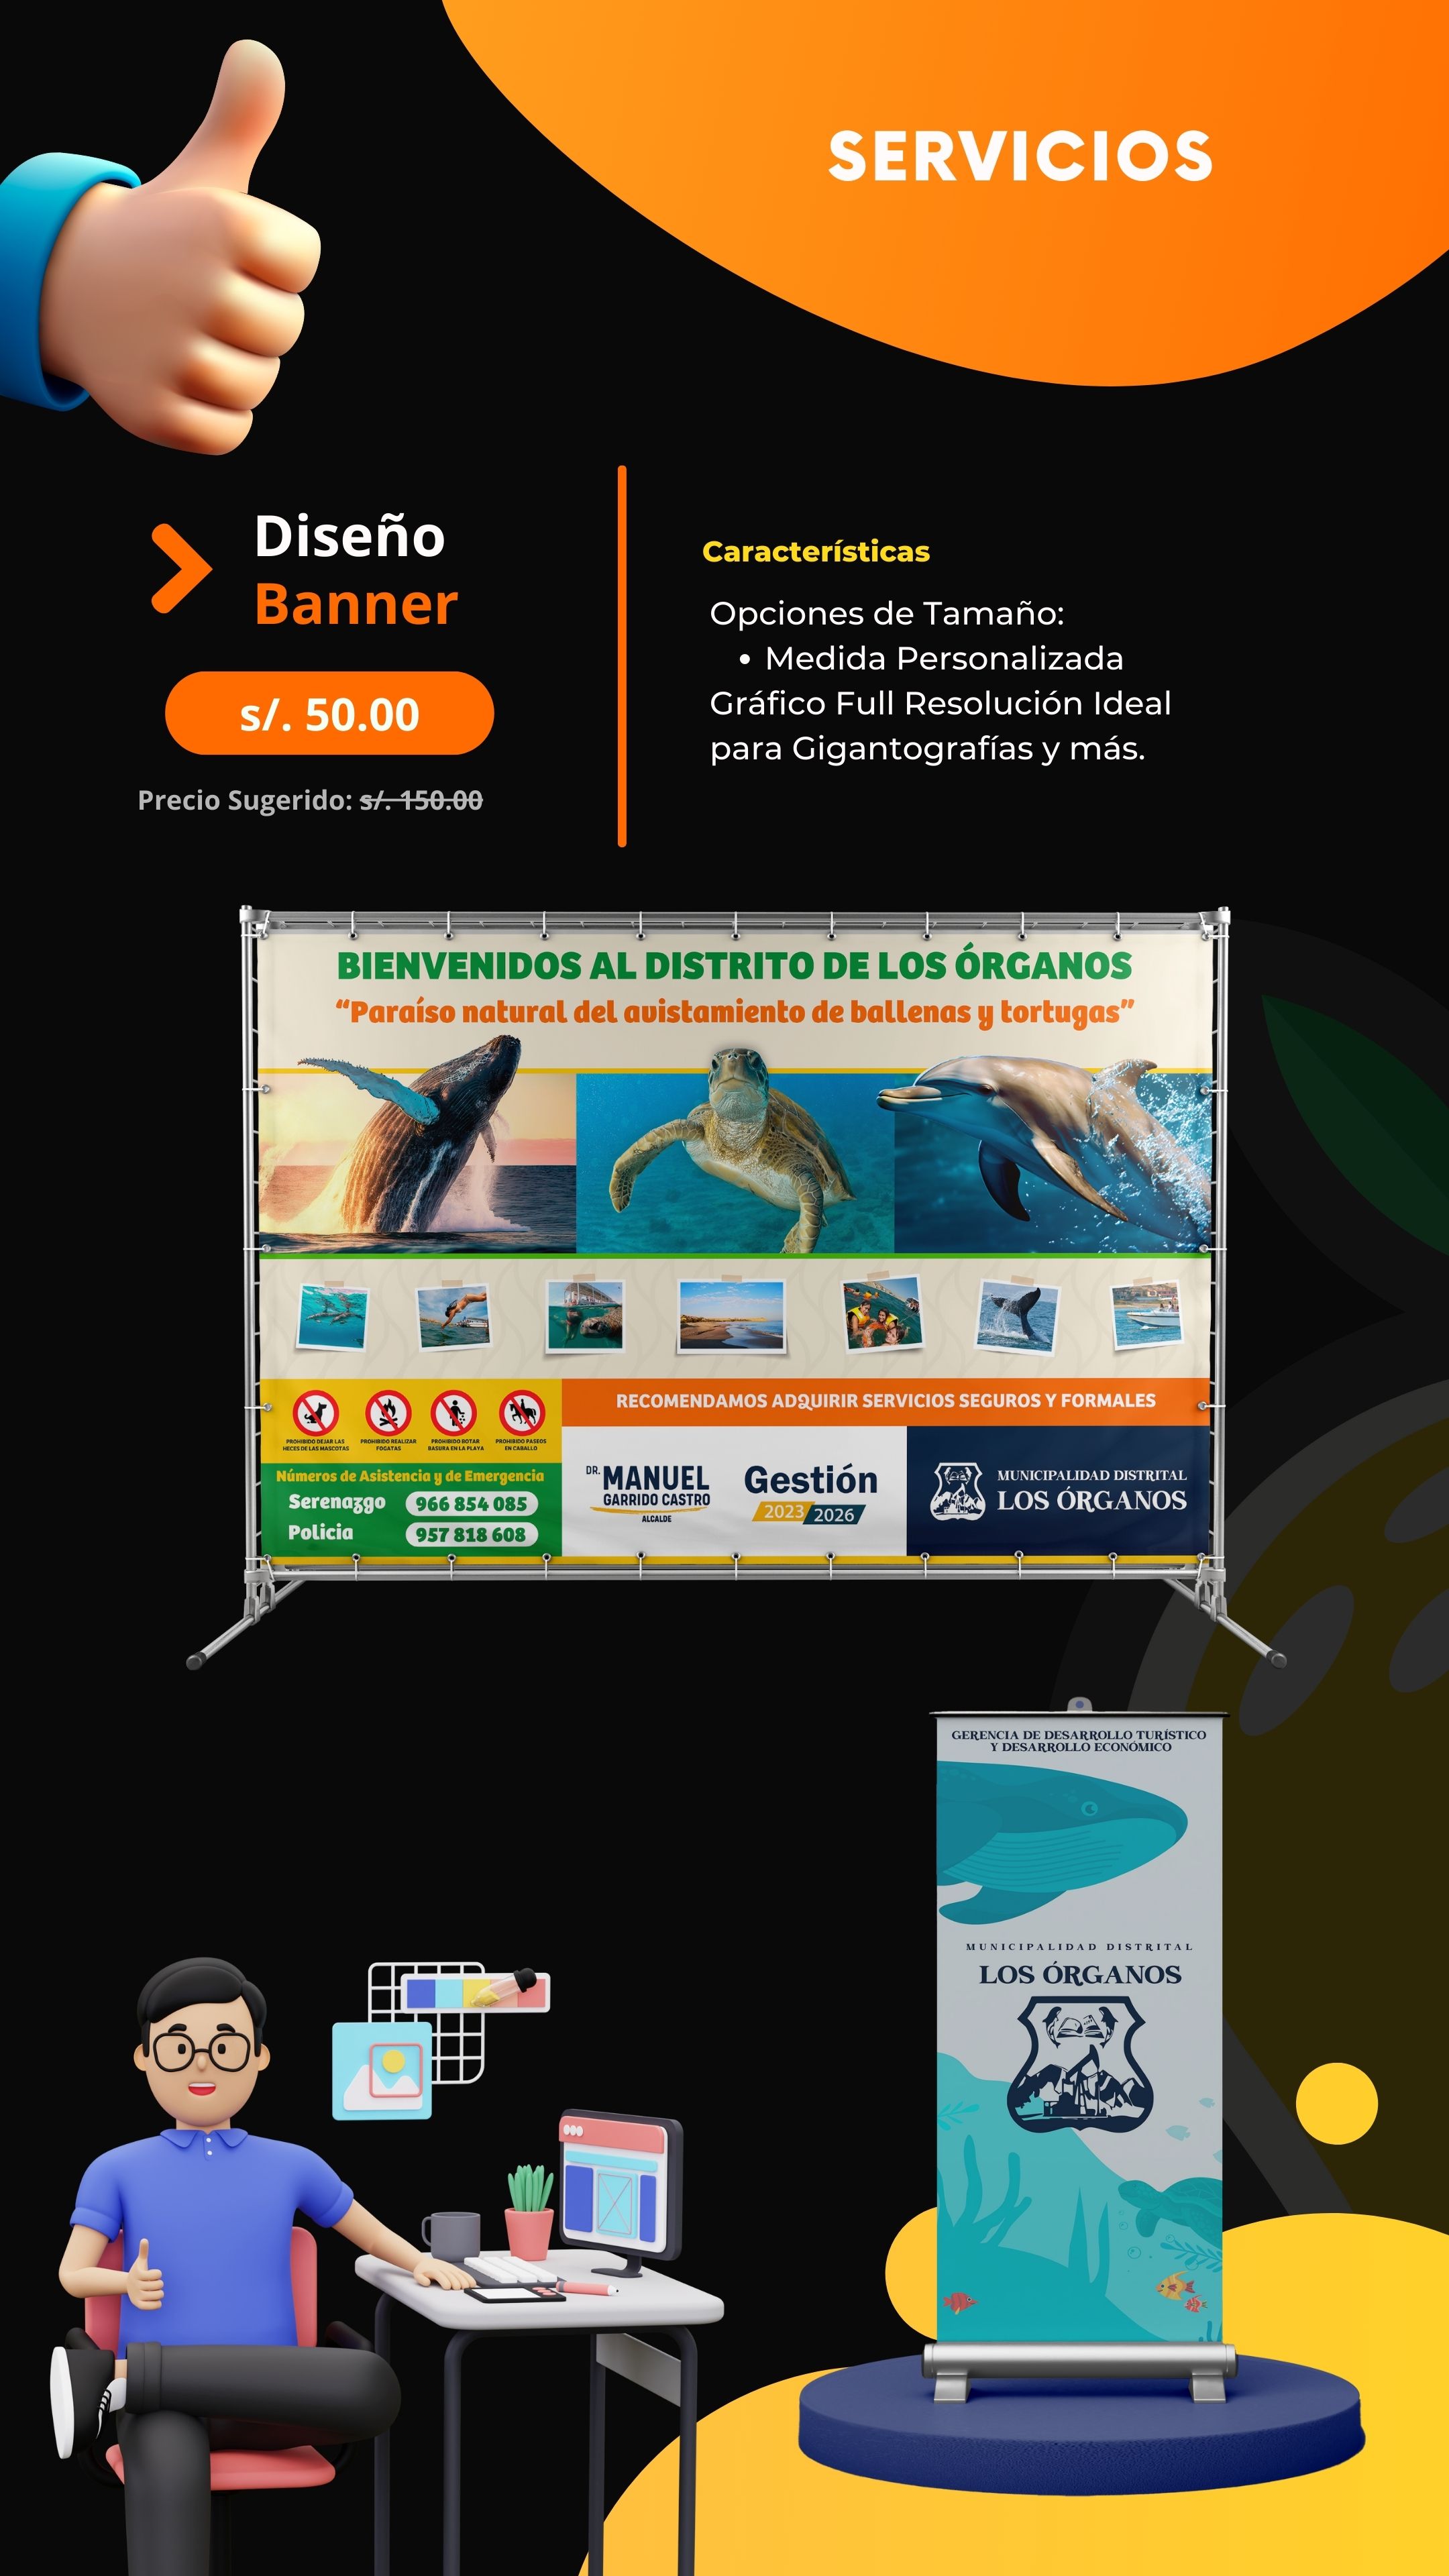 SERVICIOS
Diseño
Banner
s/. 50.00
Precio Sugerido: s/. 150.00
Características
Opciones de Tamaño:
• Medida Personalizada
Gráfico Full Resolución Ideal
para Gigantografías y más.
BIENVENIDOS AL DISTRITO DE LOS ÓRGANOS
“Paraíso natural del avistamiento de ballenas y tortugas”
PROHIBIDO DEJAR LAS
HECES DE LAS MASCOTAS
PROHIBIDO REALIZAR
FOGATAS
PROHIBIDO BOTAR
BASURA EN LA PLAYA
PROHIBIDO PASEOS
EN CABALLO
RECOMENDAMOS ADQUIRIR SERVICIOS SEGUROS Y FORMALES
Números de Asistencia y de Emergencia
Serenazgo 966 854 085
Policia 957 818 608
DR. MANUEL
GARRIDO CASTRO
ALCALDE
Gestión
2023 2026
MUNICIPALIDAD DISTRITAL
LOS ÓRGANOS
GERENCIA DE DESARROLLO TURÍSTICO
Y DESARROLLO ECONÓMICO
MUNICIPALIDAD DISTRITAL
LOS ÓRGANOS